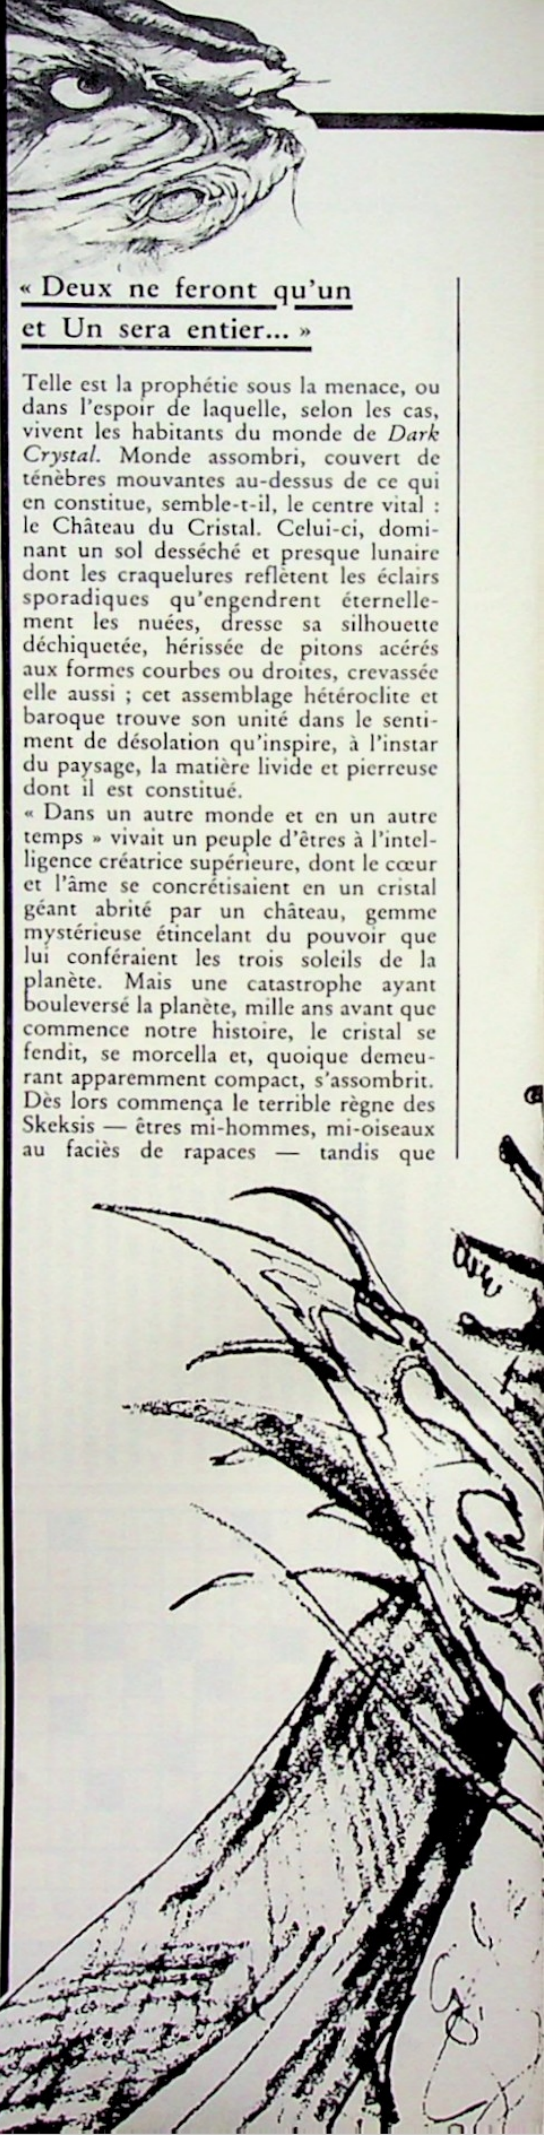 « Deux ne feront qu'un
et Un sera entier... »
Telle est la prophétie sous la menace, ou
dans l'espoir de laquelle, selon les cas,
vivent les habitants du monde de Dark
Crystal. Monde assombri, couvert de
ténèbres mouvantes au-dessus de ce qui
en constitue, semble-t-il, le centre vital :
le Château du Cristal. Celui-ci, domi-
nant un sol desséché et presque lunaire
dont les craquelures reflètent les éclairs
sporadiques qu'engendrent éternelle-
ment les nuées, dresse sa silhouette
déchiquetée, hérissée de pitons acérés
aux formes courbes ou droites, crevassée
elle aussi ; cet assemblage hétéroclite et
baroque trouve son unité dans le senti-
ment de désolation qu'inspire, à l'instar
du paysage, la matière livide et pierreuse
dont il est constitué.
« Dans un autre monde et en un autre
temps » vivait un peuple d'êtres à l'intel-
ligence créatrice supérieure, dont le cœur
et l'âme se concrétisaient en un cristal
géant abrité par un château, gemme
mystérieuse étincelant du pouvoir que
lui conféraient les trois soleils de la
planète. Mais une catastrophe ayant
bouleversé la planète, mille ans avant que
commence notre histoire, le cristal se
fendit, se morcella et, quoique demeu-
rant apparemment compact, s'assombrit.
Dès lors commença le terrible règne des
Skeksis — êtres mi-hommes, mi-oiseaux
au faciès de rapaces — tandis que